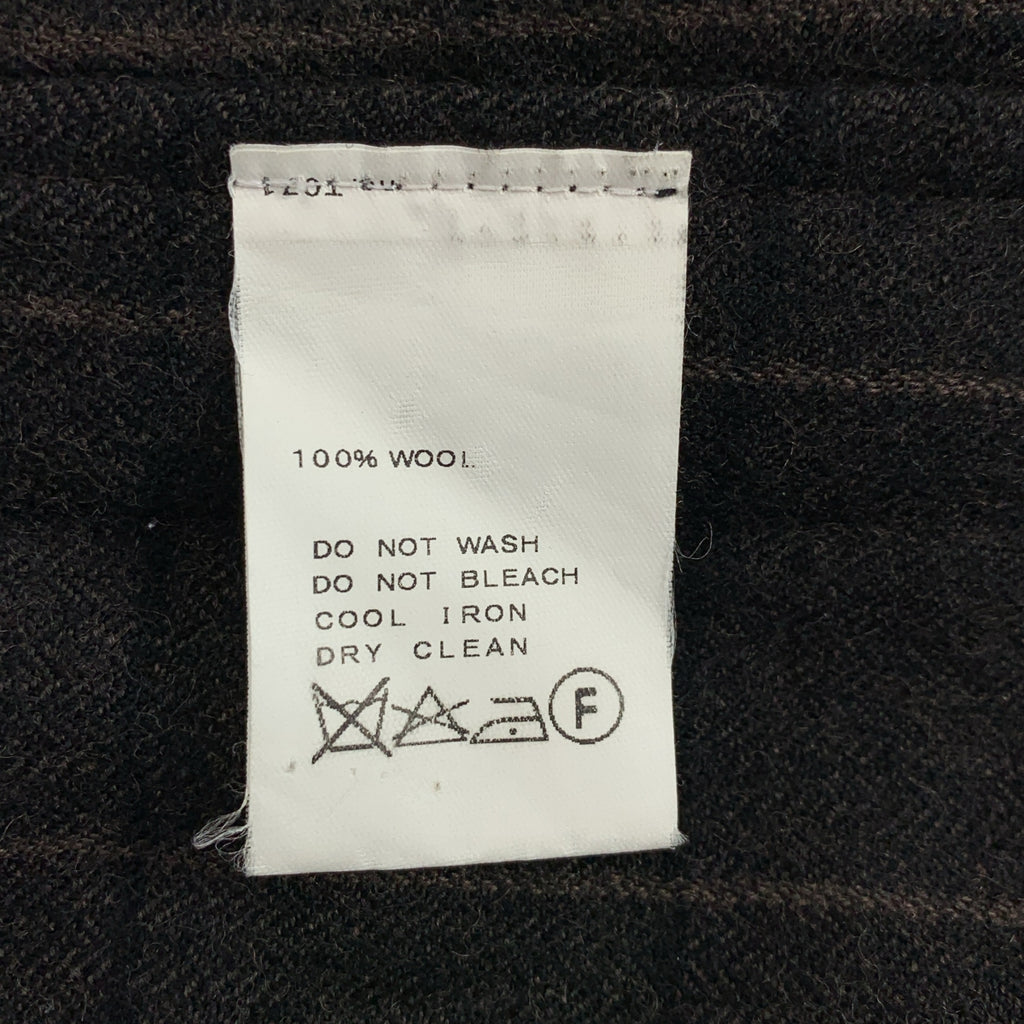 100% WOOL
DO NOT WASH
DO NOT BLEACH
COOL IRON
DRY CLEAN
F